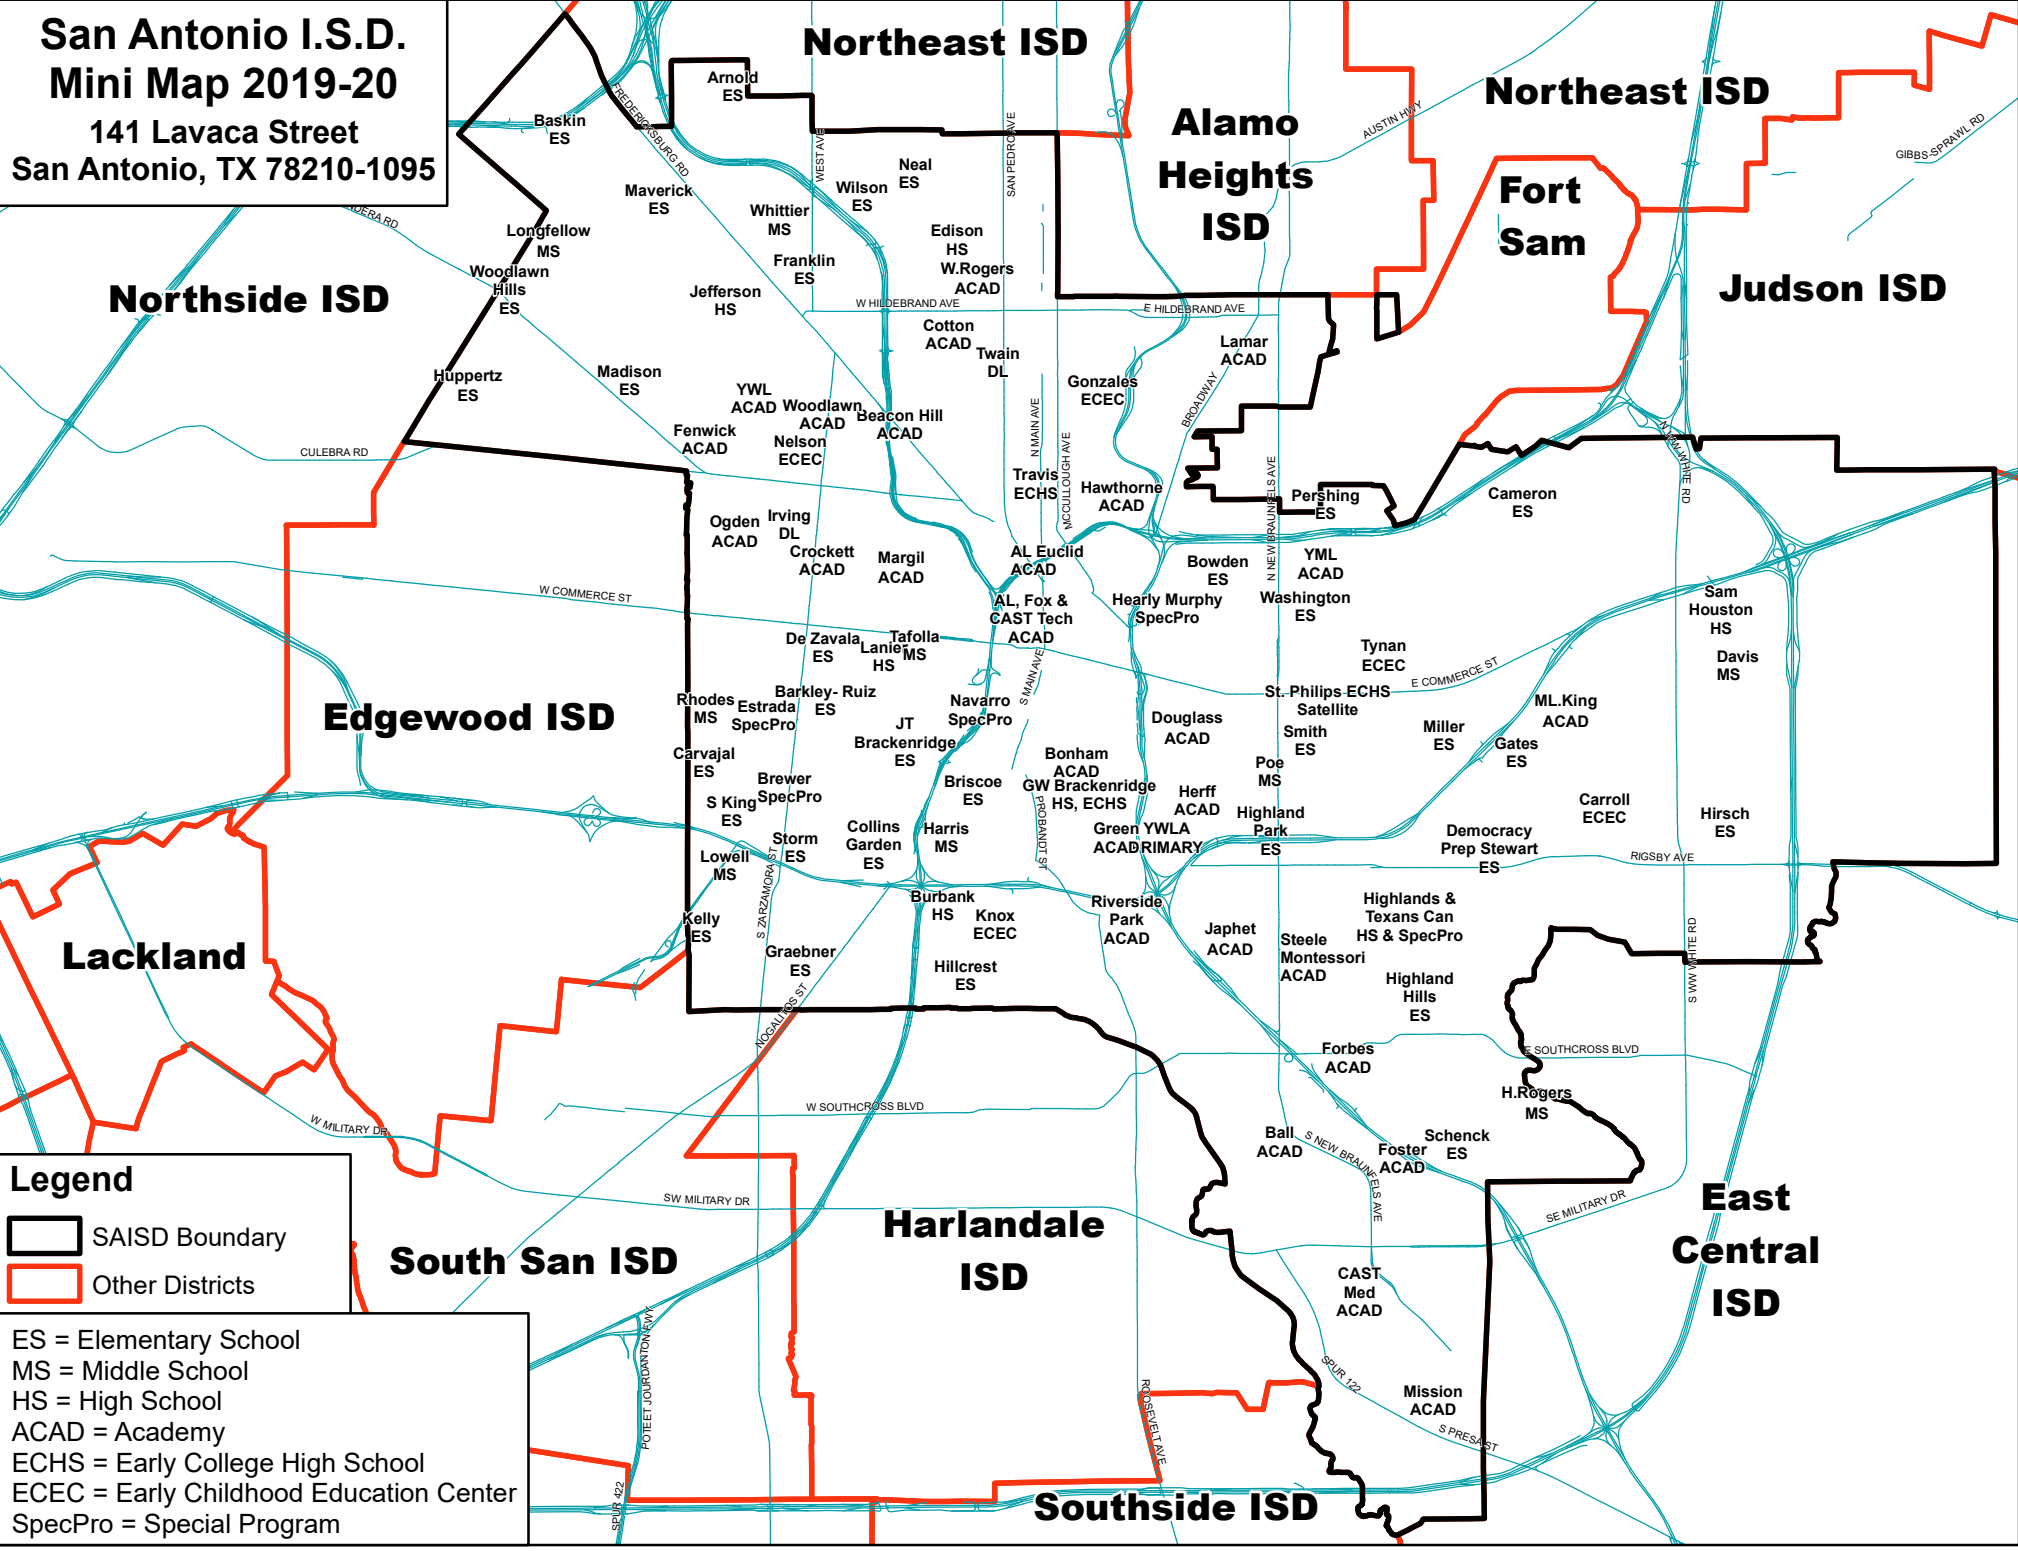 San Antonio I.S.D.
Mini Map 2019-20
141 Lavaca Street
San Antonio, TX 78210-1095
Northeast ISD
Northeast ISD
Alamo
Heights
ISD
Fort
Sam
Judson ISD
Northside ISD
Edgewood ISD
Lackland
South San ISD
Harlandale
ISD
Southside ISD
East
Central
ISD
Arnold
ES
Baskin
ES
Neal
ES
Maverick
ES
Wilson
ES
Whittier
MS
Longfellow
MS
Edison
HS
W.Rogers
ACAD
Franklin
ES
Woodlawn
Hills
ES
Jefferson
HS
Cotton
ACAD
Twain
DL
Lamar
ACAD
Huppertz
ES
Madison
ES
Gonzales
ECEC
YWL
ACAD
Woodlawn
ACAD
Beacon Hill
ACAD
Fenwick
ACAD
Nelson
ECEC
Travis
ECHS
Hawthorne
ACAD
Pershing
ES
Cameron
ES
Ogden
ACAD
Irving
DL
Crockett
ACAD
Margil
ACAD
AL Euclid
ACAD
Bowden
ES
YML
ACAD
AL, Fox &
CAST Tech
ACAD
Hearly Murphy
SpecPro
Washington
ES
Sam
Houston
HS
De Zavala
ES
Lanier
HS
Tafolla
MS
Tynan
ECEC
Davis
MS
Rhodes
MS
Estrada
SpecPro
Barkley- Ruiz
ES
Navarro
SpecPro
St. Philips ECHS
Satellite
ML.King
ACAD
JT
Brackenridge
ES
Douglass
ACAD
Smith
ES
Miller
ES
Gates
ES
Carvajal
ES
Bonham
ACAD
Poe
MS
Brewer
SpecPro
Briscoe
ES
GW Brackenridge
HS, ECHS
Herff
ACAD
S King
ES
Carroll
ECEC
Hirsch
ES
Highland
Park
ES
Storm
ES
Collins
Garden
ES
Harris
MS
Green YWLA
ACADRIMARY
Democracy
Prep Stewart
ES
Lowell
MS
Burbank
HS
Knox
ECEC
Riverside
Park
ACAD
Highlands &
Texans Can
HS & SpecPro
Kelly
ES
Japhet
ACAD
Steele
Montessori
ACAD
Graebner
ES
Hillcrest
ES
Highland
Hills
ES
Forbes
ACAD
H.Rogers
MS
Ball
ACAD
Foster
ACAD
Schenck
ES
CAST
Med
ACAD
Mission
ACAD
FREDERICKSBURG RD
WEST AVE
SAN PEDRO AVE
AUSTIN HWY
GIBBS-SPRAWL RD
NDERA RD
W HILDEBRAND AVE
E HILDEBRAND AVE
BROADWAY
N MAIN AVE
MCCULLOUGH AVE
N NEW BRAUNFELS AVE
N WW WHITE RD
CULEBRA RD
W COMMERCE ST
S MAIN AVE
E COMMERCE ST
PROBANDT ST
RIGSBY AVE
S ZARZAMORA ST
S WW WHITE RD
NOGALITOS ST
E SOUTHCROSS BLVD
W SOUTHCROSS BLVD
W MILITARY DR
S NEW BRAUNFELS AVE
SW MILITARY DR
SE MILITARY DR
POTEET JOURDANTON FWY
SPUR 122
ROOSEVELT AVE
S PRESA ST
SPUR 422
Legend
SAISD Boundary
Other Districts
ES = Elementary School
MS = Middle School
HS = High School
ACAD = Academy
ECHS = Early College High School
ECEC = Early Childhood Education Center
SpecPro = Special Program